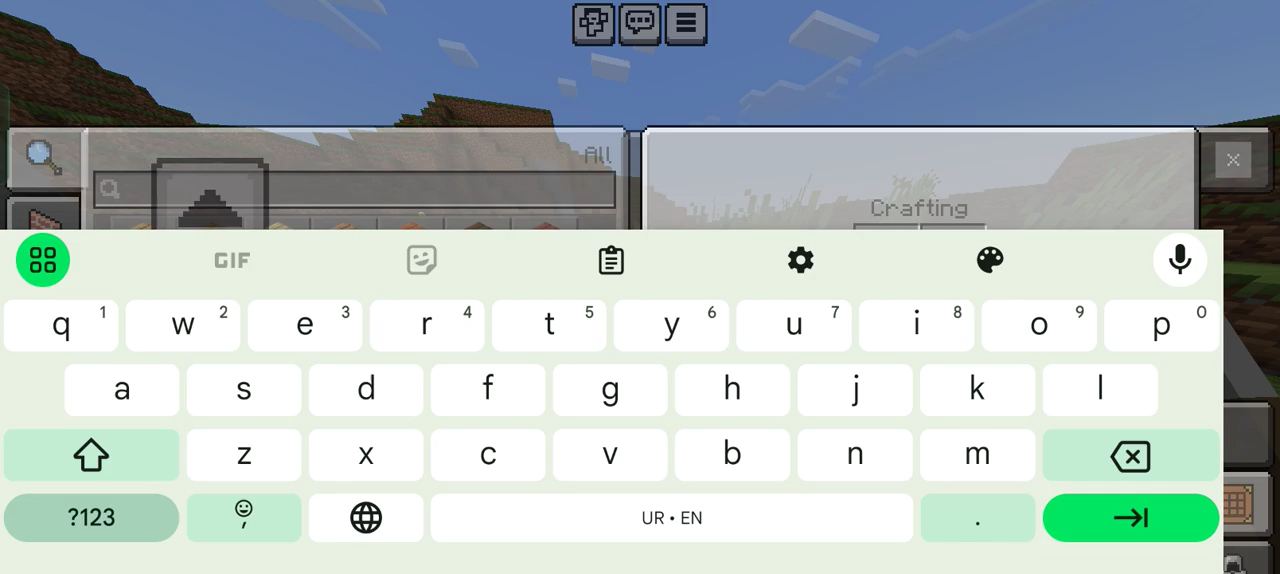 All
Crafting
GIF
q 1 w 2 e 3 r 4 t 5 y 6 u 7 i 8 o 9 p 0
a s d f g h j k l
z x c v b n m
?123 , UR • EN .